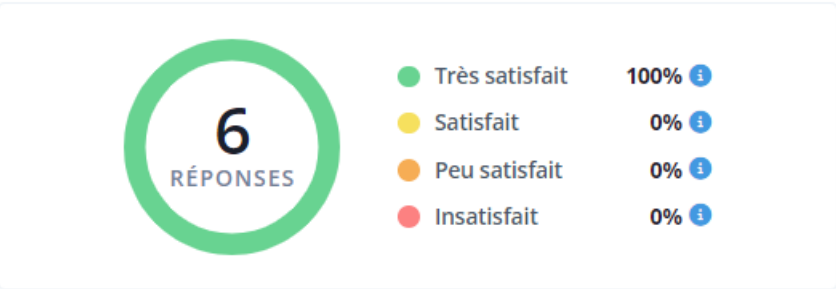 6
RÉPONSES
Très satisfait 100%
Satisfait 0%
Peu satisfait 0%
Insatisfait 0%